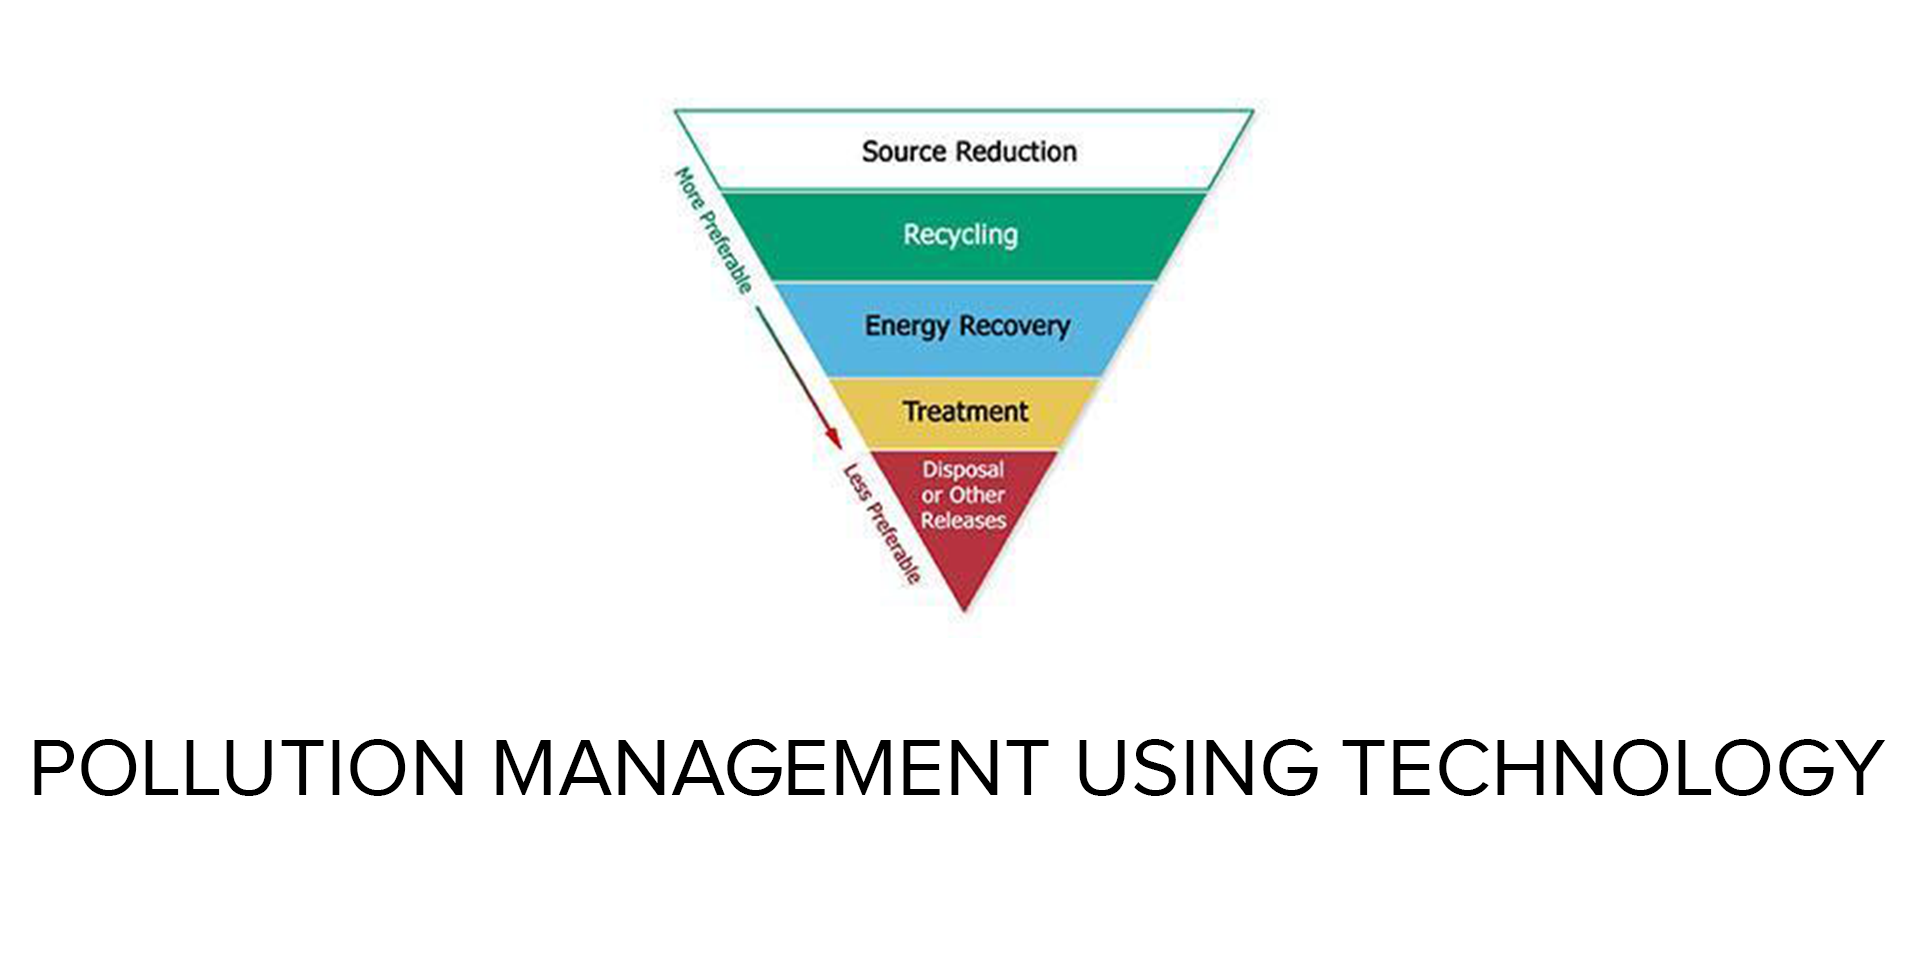 Source Reduction
More Preferable
Recycling
Energy Recovery
Treatment
Less Preferable
Disposal
or Other
Releases
POLLUTION MANAGEMENT USING TECHNOLOGY